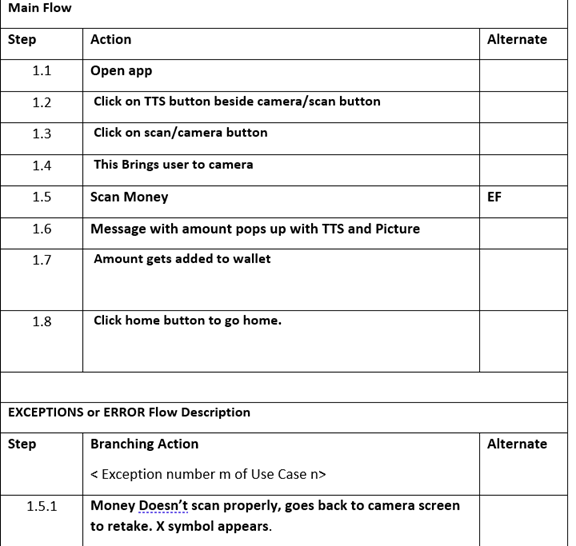 Main Flow
Step Action Alternate
1.1 Open app
1.2 Click on TTS button beside camera/scan button
1.3 Click on scan/camera button
1.4 This Brings user to camera
1.5 Scan Money EF
1.6 Message with amount pops up with TTS and Picture
1.7 Amount gets added to wallet
1.8 Click home button to go home.
EXCEPTIONS or ERROR Flow Description
Step Branching Action Alternate
< Exception number m of Use Case n>
1.5.1 Money Doesn’t scan properly, goes back to camera screen
to retake. X symbol appears.